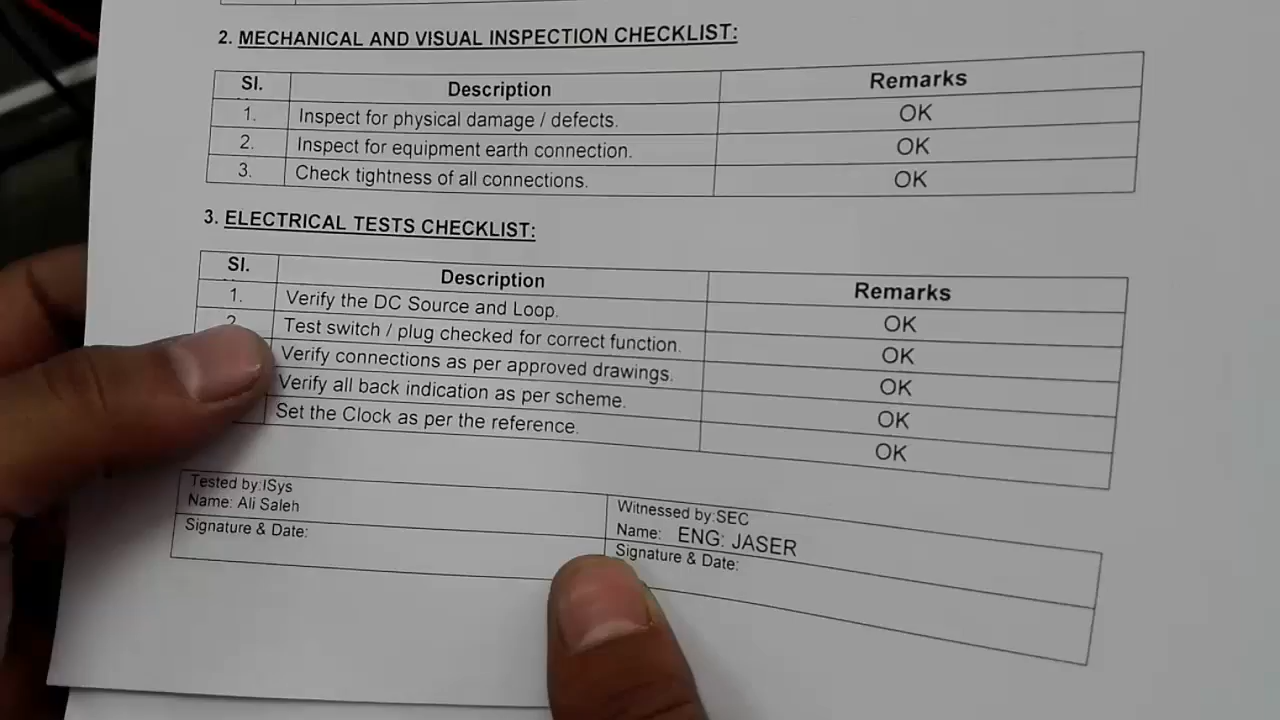 2. MECHANICAL AND VISUAL INSPECTION CHECKLIST:
Sl. Description Remarks
1. Inspect for physical damage / defects. OK
2. Inspect for equipment earth connection. OK
3. Check tightness of all connections. OK
3. ELECTRICAL TESTS CHECKLIST:
Sl. Description Remarks
1. Verify the DC Source and Loop. OK
2. Test switch / plug checked for correct function. OK
Verify connections as per approved drawings. OK
Verify all back indication as per scheme. OK
Set the Clock as per the reference. OK
Tested by:ISys
Name: Ali Saleh
Signature & Date:
Witnessed by:SEC
Name: ENG: JASER
Signature & Date: